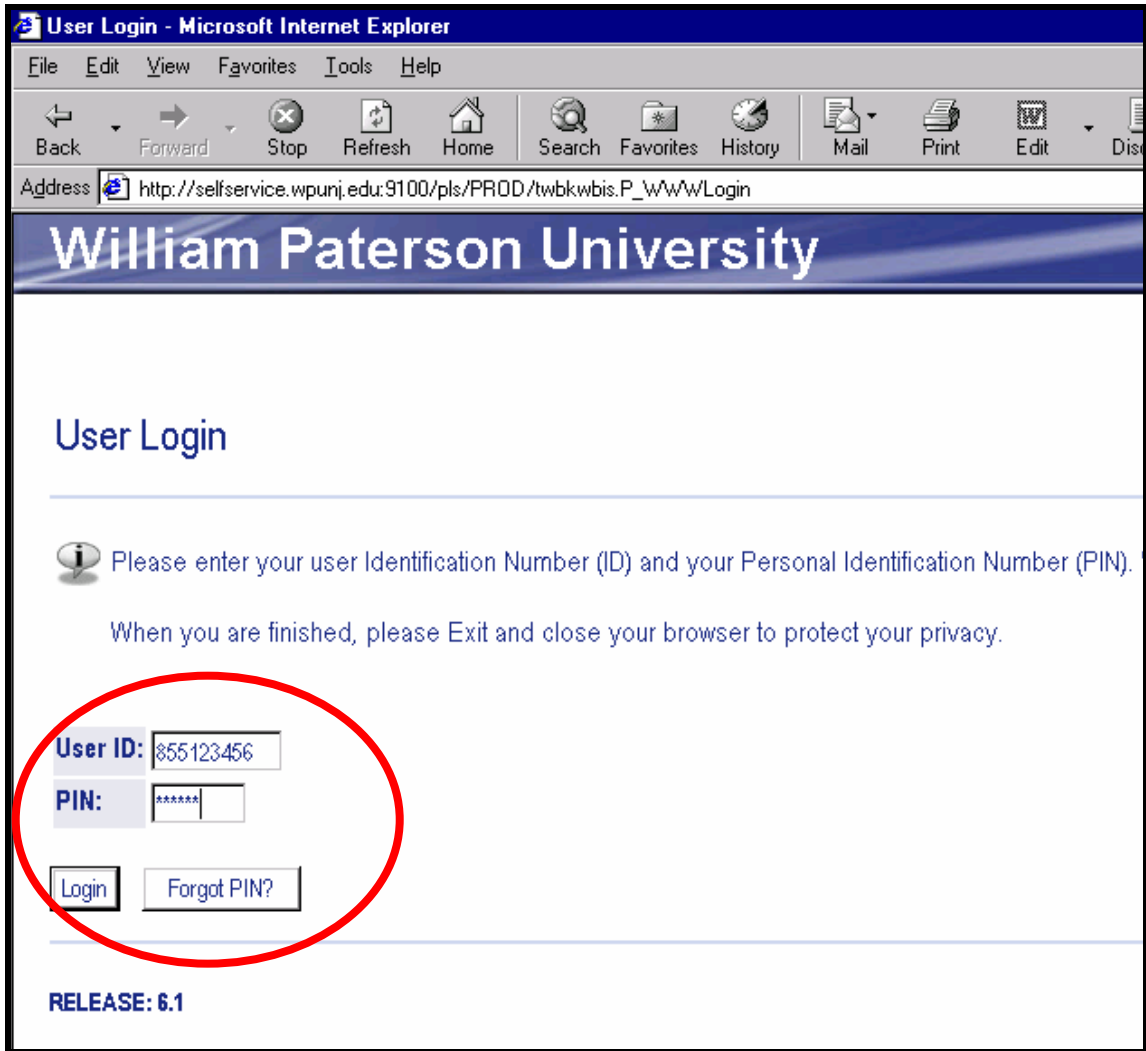 User Login - Microsoft Internet Explorer
File Edit View Favorites Tools Help
Back Forward Stop Refresh Home Search Favorites History Mail Print Edit
Address http://selfservice.wpunj.edu:9100/pls/PROD/twbkwbis.P_WWWLogin
William Paterson University
User Login
Please enter your user Identification Number (ID) and your Personal Identification Number (PIN).
When you are finished, please Exit and close your browser to protect your privacy.
User ID: 855123456
PIN: ******
Login Forgot PIN?
RELEASE: 6.1